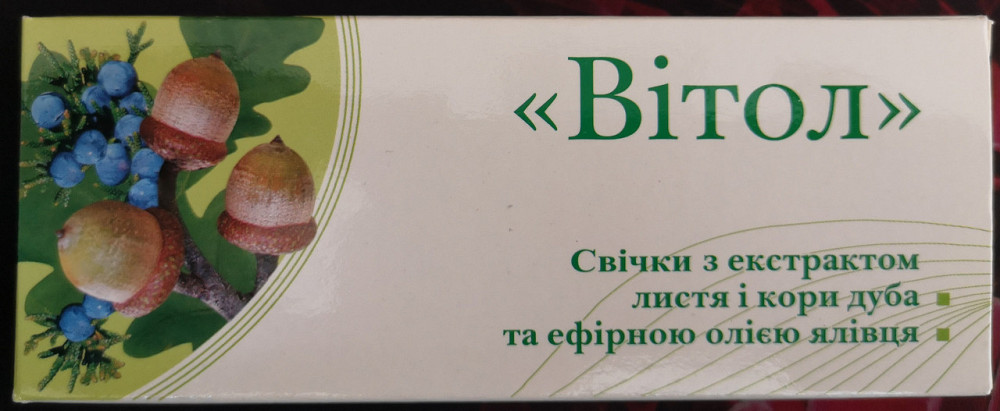 «Вітол»
Свічки з екстрактом
листя і кори дуба
та ефірною олією ялівця